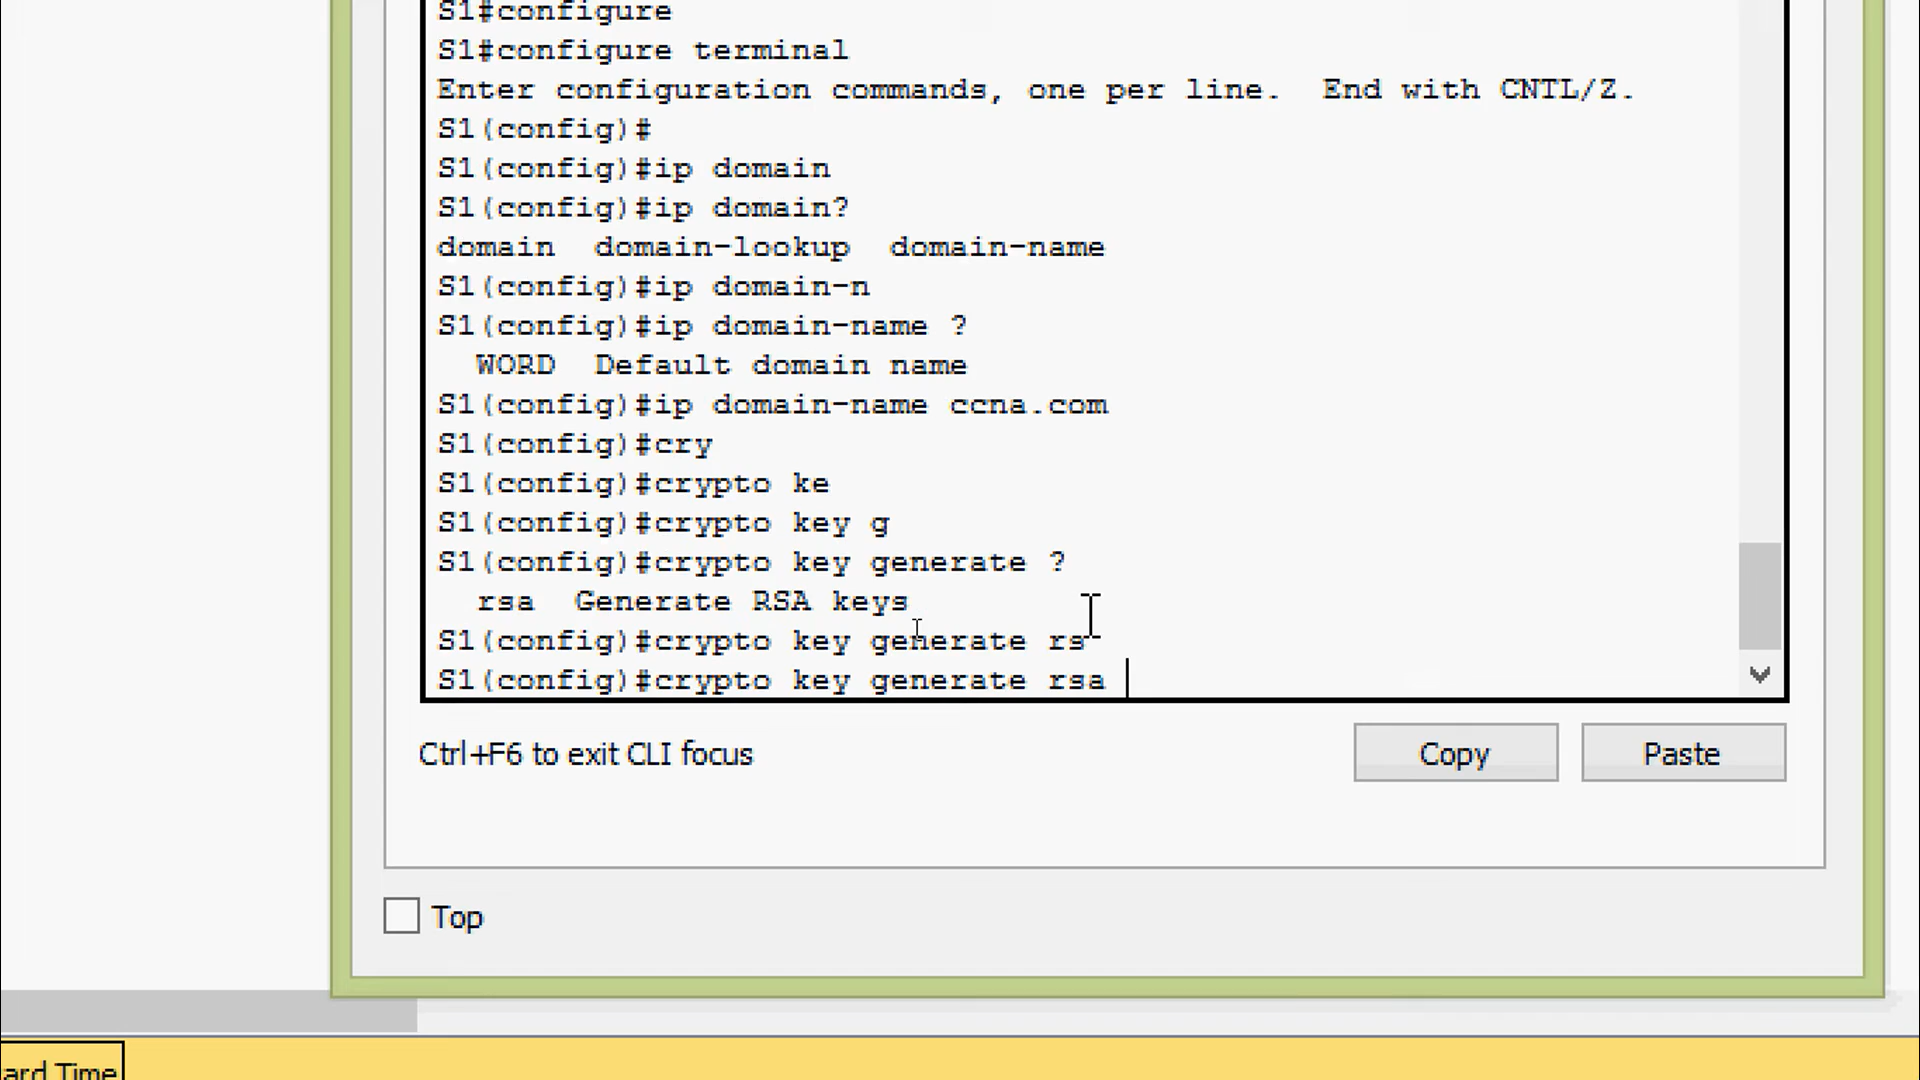 S1#configure
S1#configure terminal
Enter configuration commands, one per line.  End with CNTL/Z.
S1(config)#
S1(config)#ip domain
S1(config)#ip domain?
domain  domain-lookup  domain-name
S1(config)#ip domain-n
S1(config)#ip domain-name ?
  WORD  Default domain name
S1(config)#ip domain-name ccna.com
S1(config)#cry
S1(config)#crypto ke
S1(config)#crypto key g
S1(config)#crypto key generate ?
  rsa  Generate RSA keys
S1(config)#crypto key generate rs
S1(config)#crypto key generate rsa
Ctrl+F6 to exit CLI focus
Copy
Paste
Top
ard Time